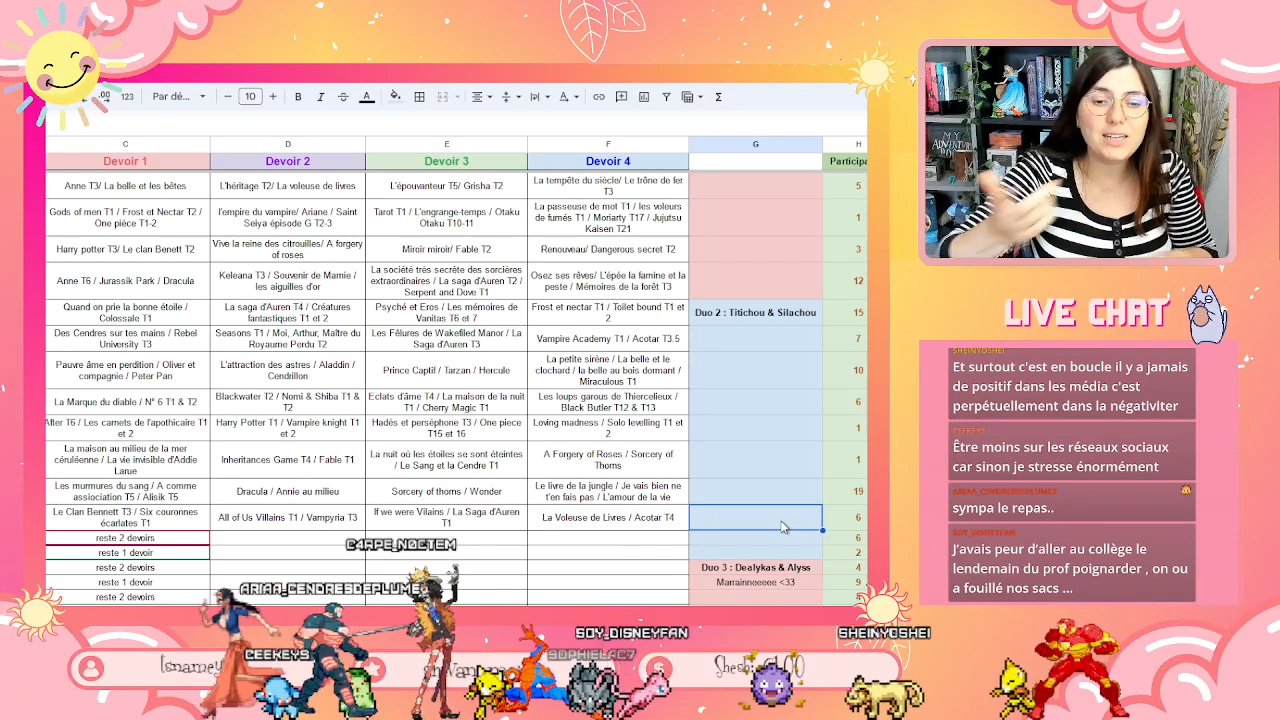 .00 123 Par dé... − 10 + B I A Σ
C D E F G H
Devoir 1 Devoir 2 Devoir 3 Devoir 4 Participa
Anne T3/ La belle et les bêtes
L'héritage T2/ La voleuse de livres
L'épouvanteur T5/ Grisha T2
La tempête du siècle/ Le trône de fer
T3
5
Gods of men T1 / Frost et Nectar T2 /
One pièce T1-2
l'empire du vampire/ Ariane / Saint
Seiya épisode G T2-3
Tarot T1 / L'engrange-temps / Otaku
Otaku T10-11
La passeuse de mot T1 / les voleurs
de fumés T1 / Moriarty T17 / Jujutsu
Kaisen T21
1
Harry potter T3/ Le clan Benett T2
Vive la reine des citrouilles/ A forgery
of roses
Miroir miroir/ Fable T2
Renouveau/ Dangerous secret T2
3
Anne T6 / Jurassik Park / Dracula
Keleana T3 / Souvenir de Mamie /
les aiguilles d'or
La société très secrète des sorcières
extraordinaires / La saga d'Auren T2 /
Serpent and Dove T1
Osez ses rêves/ L'épée la famine et la
peste / Mémoires de la forêt T3
12
Quand on prie la bonne étoile /
Colossale T1
La saga d'Auren T4 / Créatures
fantastiques T1 et 2
Psyché et Eros / Les mémoires de
Vanitas T6 et 7
Frost et nectar T1 / Toilet bound T1 et
2
Duo 2 : Titichou & Silachou
15
Des Cendres sur tes mains / Rebel
University T3
Seasons T1 / Moi, Arthur, Maître du
Royaume Perdu T2
Les Fêlures de Wakefiled Manor / La
Saga d'Auren T3
Vampire Academy T1 / Acotar T3.5
7
Pauvre âme en perdition / Oliver et
compagnie / Peter Pan
L'attraction des astres / Aladdin /
Cendrillon
Prince Captif / Tarzan / Hercule
La petite sirène / La belle et le
clochard / la belle au bois dormant /
Miraculous T1
10
La Marque du diable / N° 6 T1 & T2
Blackwater T2 / Nomi & Shiba T1 &
T2
Eclats d'âme T4 / La maison de la nuit
T1 / Cherry Magic T1
Les loups garous de Thiercelieux /
Black Butler T12 & T13
6
After T6 / Les carnets de l'apothicaire T1
et 2
Harry Potter T1 / Vampire knight T1
et 2
Hadès et perséphone T3 / One piece
T15 et 16
Loving madness / Solo levelling T1 et
2
1
La maison au milieu de la mer
céruléenne / La vie invisible d'Addie
Larue
Inheritances Game T4 / Fable T1
La nuit où les étoiles se sont éteintes
/ Le Sang et la Cendre T1
A Forgery of Roses / Sorcery of
Thoms
1
Les murmures du sang / A comme
association T5 / Alisik T5
Dracula / Annie au milieu
Sorcery of thoms / Wonder
Le livre de la jungle / Je vais bien ne
t'en fais pas / L'amour de la vie
19
Le Clan Bennett T3 / Six couronnes
écarlates T1
All of Us Villains T1 / Vampyria T3
If we were Vilains / La Saga d'Auren
T1
La Voleuse de Livres / Acotar T4
6
reste 2 devoirs 6
reste 1 devoir 2
reste 2 devoirs Duo 3 : Dealykas & Alyss 4
reste 1 devoir Marrainneeeee <33 9
reste 2 devoirs
MY
ADVENTURE
LIVE CHAT
SHEINYOSHEI
Et surtout c'est en boucle il y a jamais
de positif dans les média c'est
perpétuellement dans la négativiter
CEEKEYS
Être moins sur les réseaux sociaux
car sinon je stresse énormément
ARIAA_CENDRESDEPLUMES
sympa le repas..
SOY_DISNEYFAN
J'avais peur d'aller au collège le
lendemain du prof poignarder , on ou
a fouillé nos sacs ...
C4RPE_NOCTEM
ARIAA_CENDRESDEPLUMES
SOY_DISNEYFAN
SHEINYOSHEI
CEEKEYS
SOPHIELAC7